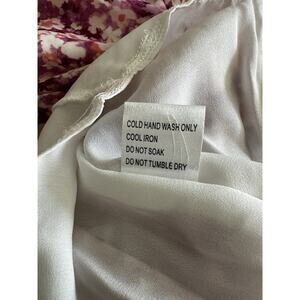 COLD HAND WASH ONLY
COOL IRON
DO NOT SOAK
DO NOT TUMBLE DRY